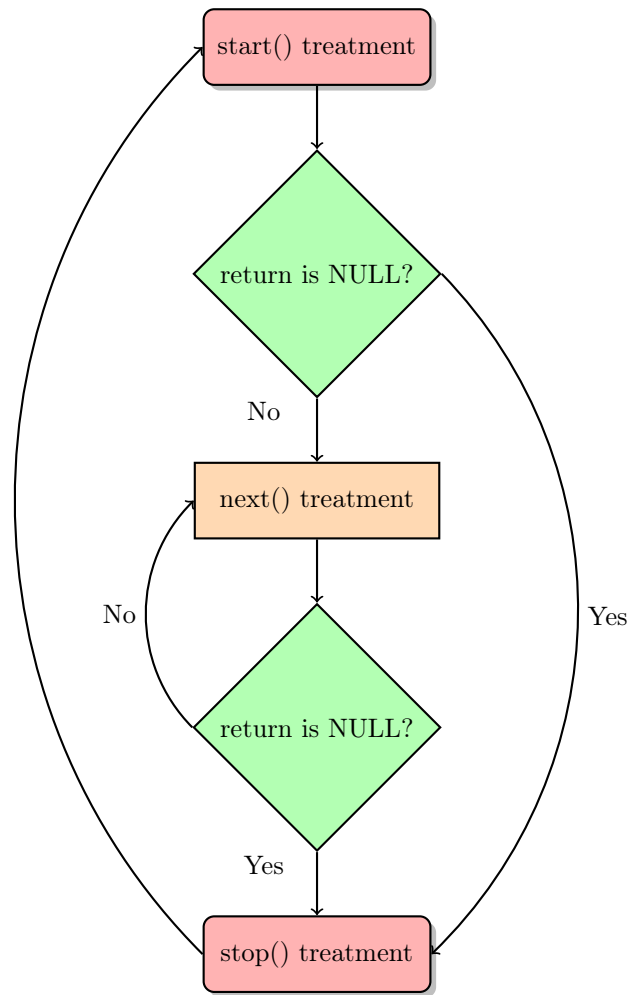 start() treatment
return is NULL?
No
next() treatment
No
Yes
return is NULL?
Yes
stop() treatment